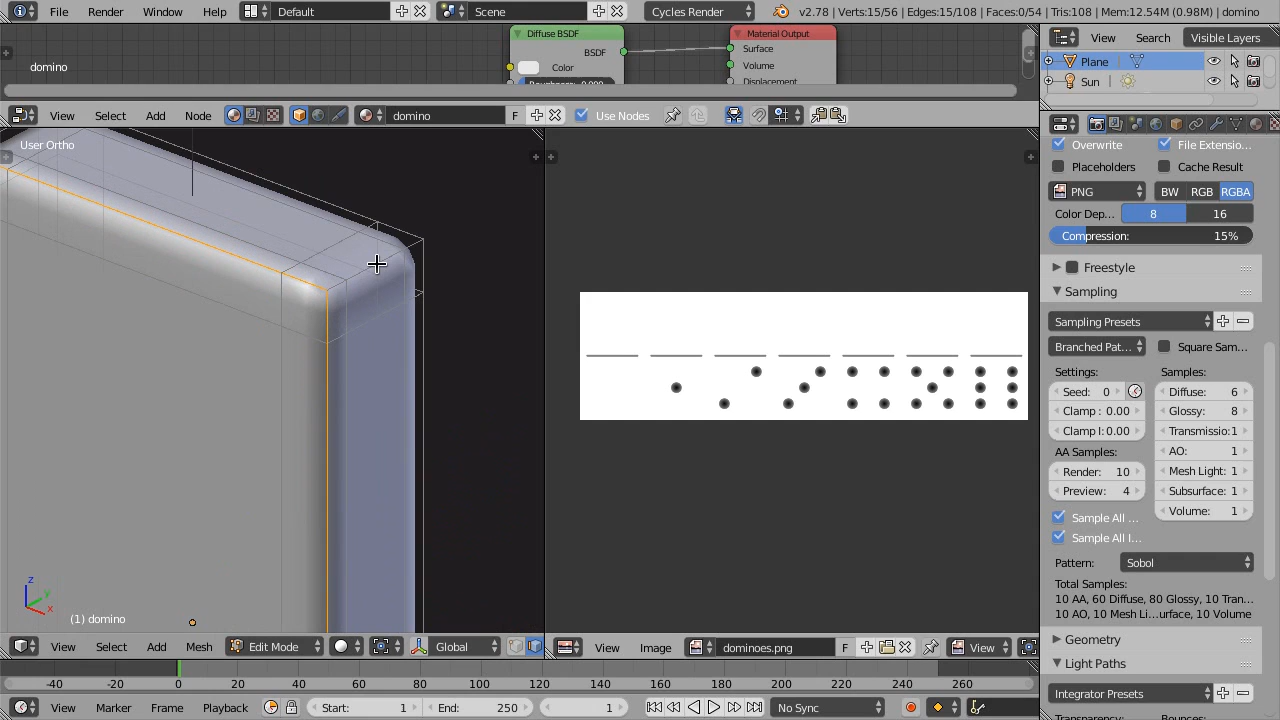 File Render Window Help Default Scene Cycles Render v2.78 | Verts:15/56 | Edges:15/108 | Faces:0/54 | Tris:108 | Mem:12.54M (0.98M) | domino
Diffuse BSDF
BSDF
Color
Material Output
Surface
Volume
Displacement
domino
View Search Visible Layers
Plane
Sun
View Select Add Node domino F Use Nodes
User Ortho
Overwrite File Extensio...
Placeholders Cache Result
PNG BW RGB RGBA
Color Dep... 8 16
Compression: 15%
Freestyle
Sampling
Sampling Presets
Branched Pat... Square Sam...
Settings: Samples:
Seed: 0 Diffuse: 6
Clamp : 0.00 Glossy: 8
Clamp I: 0.00 Transmissio: 1
AA Samples: AO: 1
Render: 10 Mesh Light: 1
Preview: 4 Subsurface: 1
Sample All ... Volume: 1
Sample All I...
Pattern: Sobol
Total Samples:
10 AA, 60 Diffuse, 80 Glossy, 10 Tran...
10 AO, 10 Mesh Li...urface, 10 Volume
Geometry
Light Paths
Integrator Presets
z
y
x
(1) domino
View Select Add Mesh Edit Mode Global
View Image dominoes.png F View
-40 -20 0 20 40 60 80 100 120 140 160 180 200 220 240 260
View Marker Frame Playback Start: 1 End: 250 1 No Sync